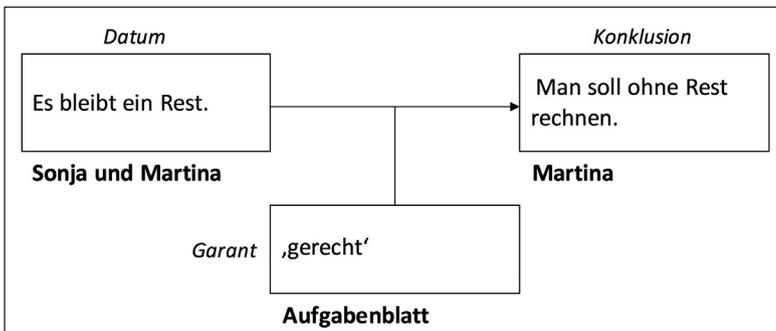 Datum
Konklusion
Es bleibt ein Rest.
Man soll ohne Rest
rechnen.
Sonja und Martina
Martina
Garant
‚gerecht‘
Aufgabenblatt